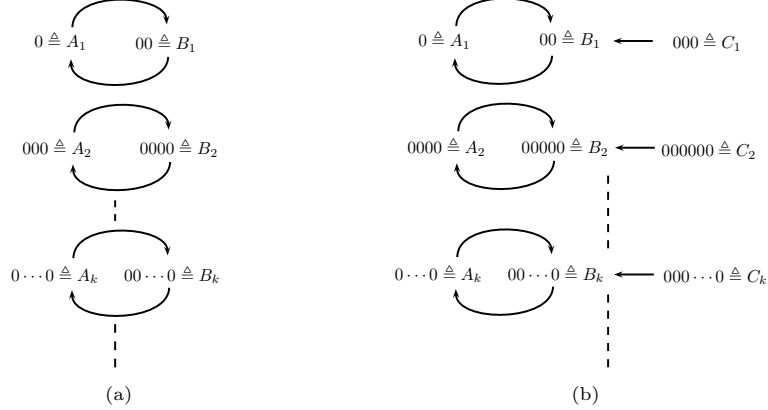 0 ≜ A₁ 00 ≜ B₁ 0 ≜ A₁ 00 ≜ B₁ 000 ≜ C₁
000 ≜ A₂ 0000 ≜ B₂ 0000 ≜ A₂ 00000 ≜ B₂ 000000 ≜ C₂
0 ⋯ 0 ≜ Aₖ 00 ⋯ 0 ≜ Bₖ 0 ⋯ 0 ≜ Aₖ 00 ⋯ 0 ≜ Bₖ 000 ⋯ 0 ≜ Cₖ
(a) (b)